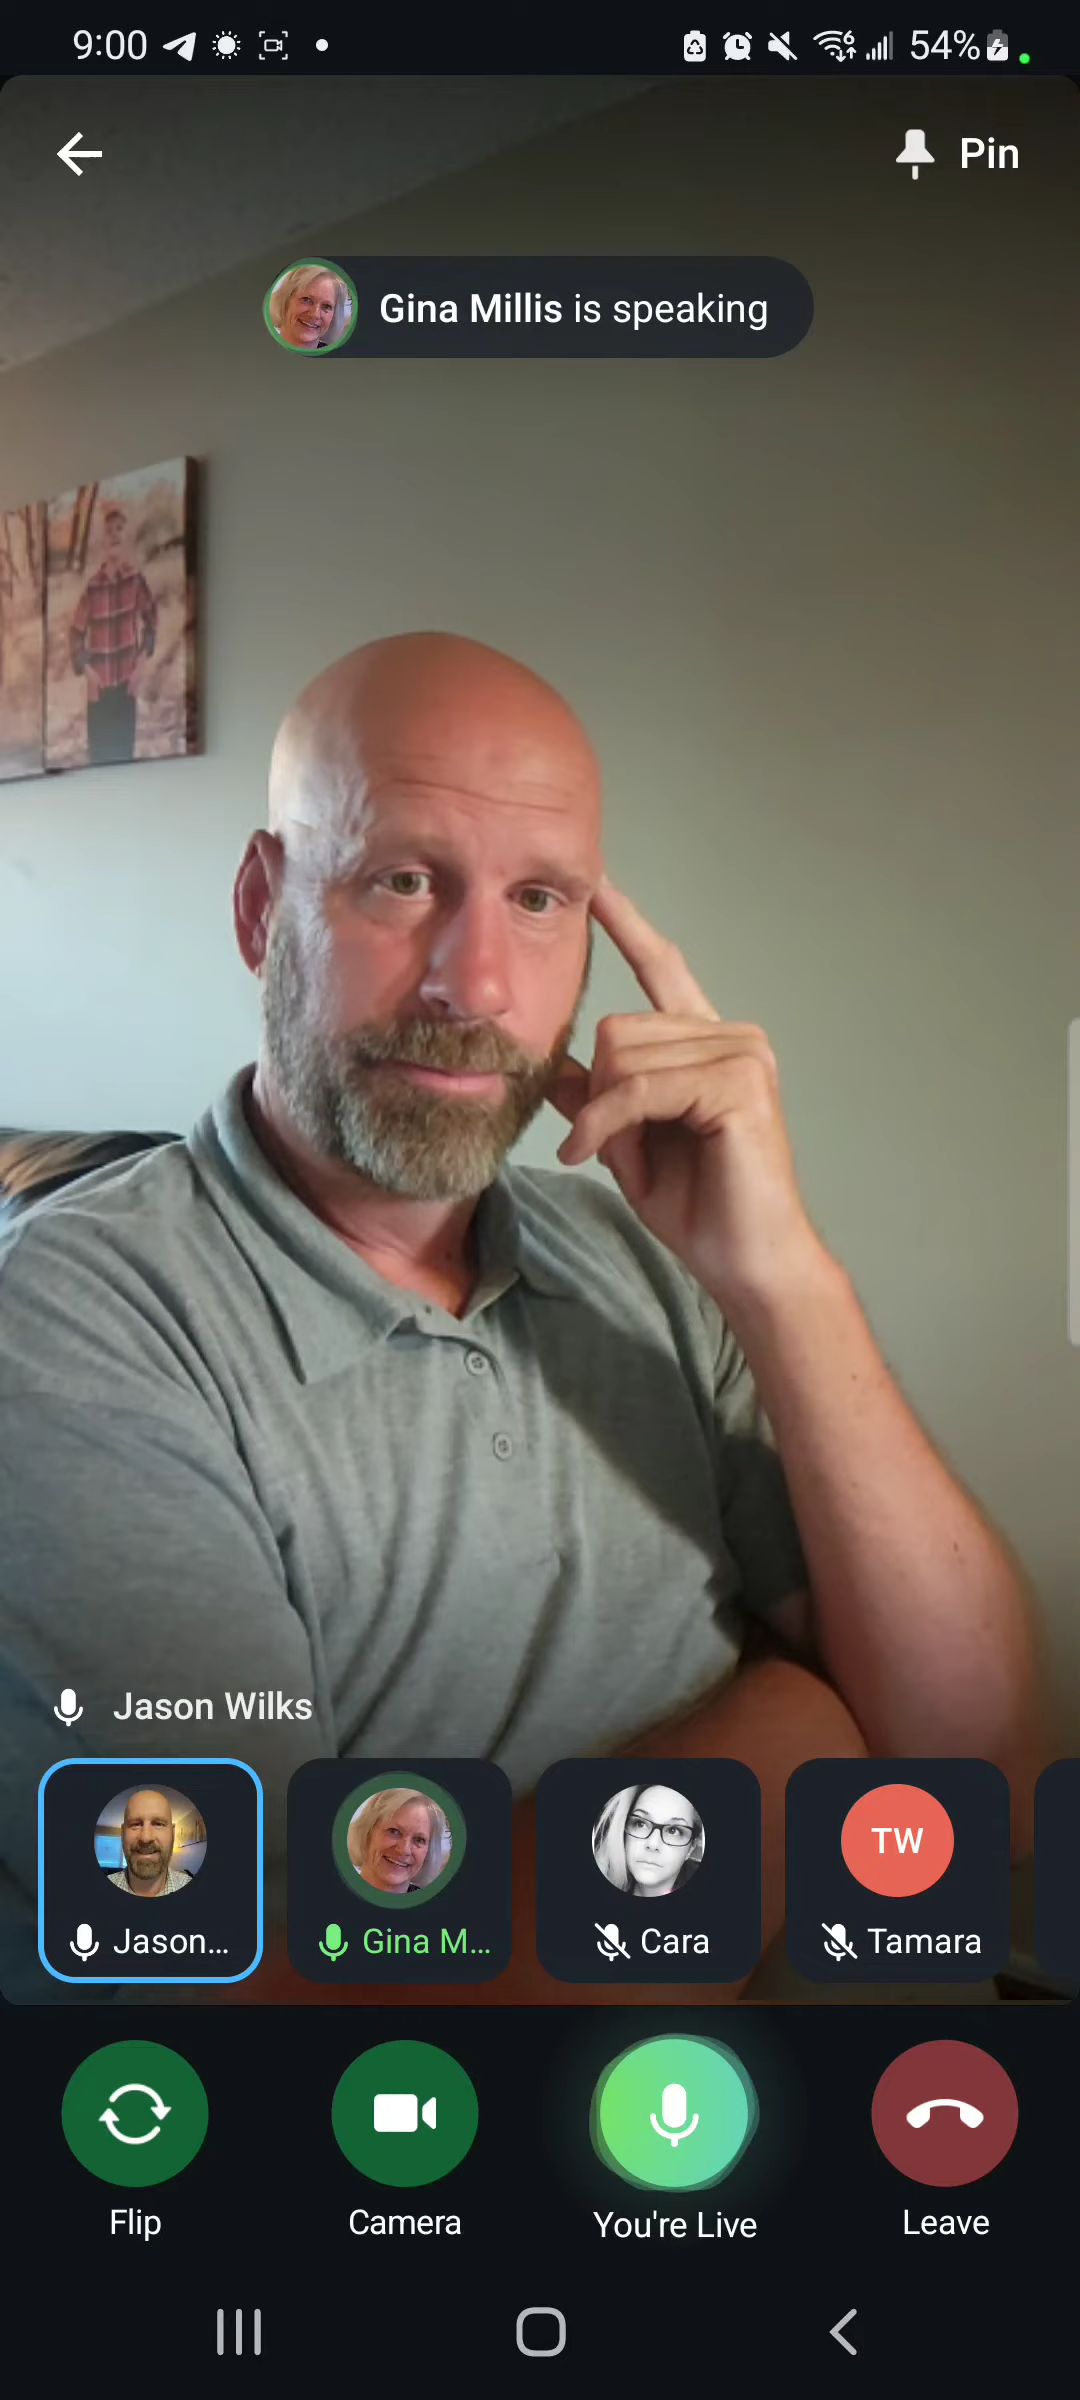 9:00 54%
Pin
Gina Millis is speaking
Jason Wilks
Jason... Gina M... Cara TW Tamara
Flip Camera You're Live Leave